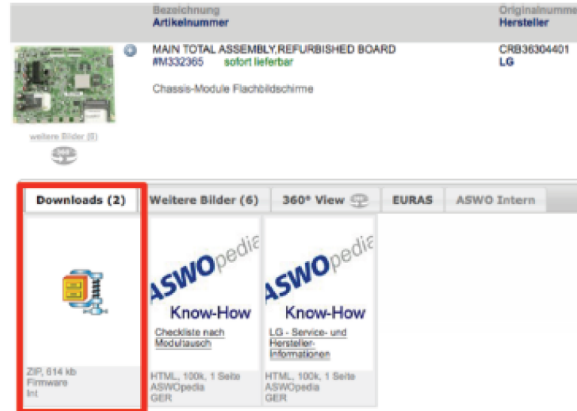 Bezeichnung
Artikelnummer
Originalnumme
Hersteller
MAIN TOTAL ASSEMBLY,REFURBISHED BOARD
#M332365 sofort lieferbar
CRB36304401
LG
Chassis-Module Flachbildschirme
weitere Bilder (6)
360°
Downloads (2)
Weitere Bilder (6)
360° View
EURAS
ASWO Intern
ASWOpedia
Know-How
Checkliste nach
Modultausch
ASWOpedia
Know-How
LG - Service- und
Hersteller-
informationen
ZIP, 614 kb
Firmware
Int
HTML, 100k, 1 Seite
ASWOpedia
GER
HTML, 100k, 1 Seite
ASWOpedia
GER